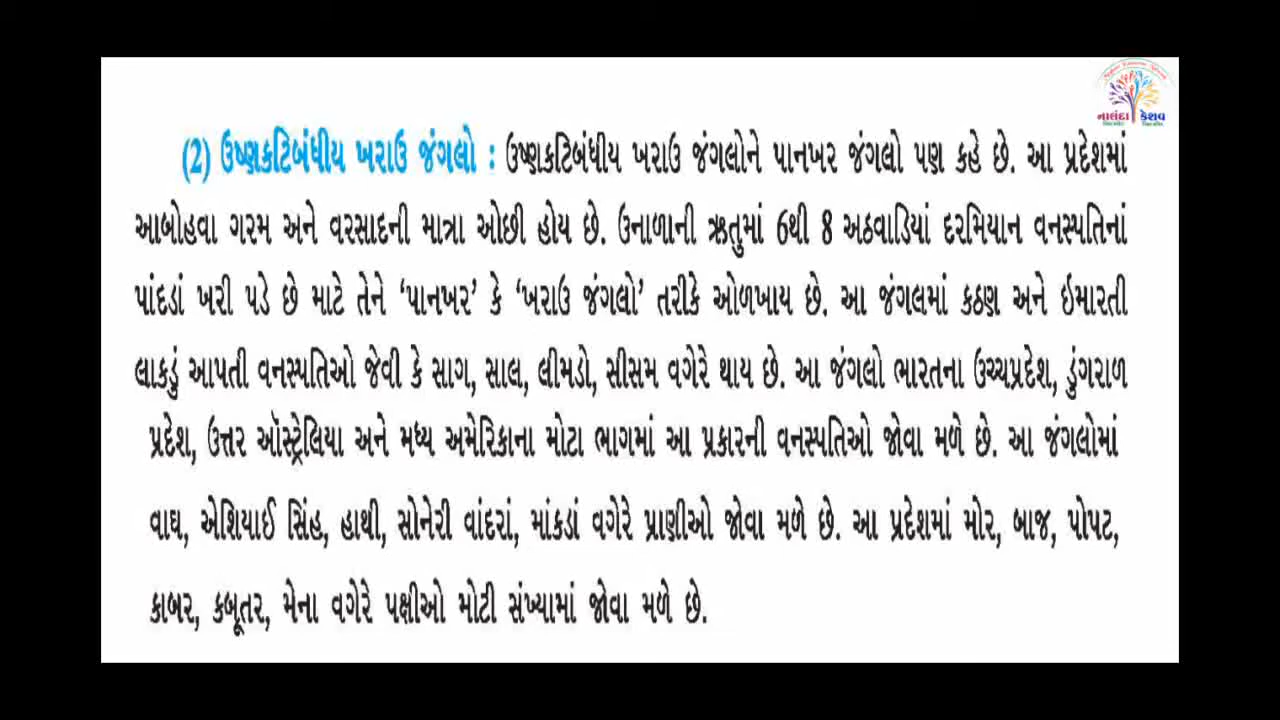 નાલંદા કેશવ
(2) ઉષ્ણકટિબંધીય ખરાઉ જંગલો : ઉષ્ણકટિબંધીય ખરાઉ જંગલોને પાનખર જંગલો પણ કહે છે. આ પ્રદેશમાં
આબોહવા ગરમ અને વરસાદની માત્રા ઓછી હોય છે. ઉનાળાની ઋતુમાં 6થી 8 અઠવાડિયાં દરમિયાન વનસ્પતિનાં
પાંદડાં ખરી પડે છે માટે તેને ‘પાનખર’ કે ‘ખરાઉ જંગલો’ તરીકે ઓળખાય છે. આ જંગલમાં કઠણ અને ઇમારતી
લાકડું આપતી વનસ્પતિઓ જેવી કે સાગ, સાલ, લીમડો, સીસમ વગેરે થાય છે. આ જંગલો ભારતના ઉચ્ચપ્રદેશ, ડુંગરાળ
પ્રદેશ, ઉત્તર ઑસ્ટ્રેલિયા અને મધ્ય અમેરિકાના મોટા ભાગમાં આ પ્રકારની વનસ્પતિઓ જોવા મળે છે. આ જંગલોમાં
વાઘ, એશિયાઈ સિંહ, હાથી, સોનેરી વાંદરાં, માંકડાં વગેરે પ્રાણીઓ જોવા મળે છે. આ પ્રદેશમાં મોર, બાજ, પોપટ,
કાબર, કબૂતર, મેના વગેરે પક્ષીઓ મોટી સંખ્યામાં જોવા મળે છે.